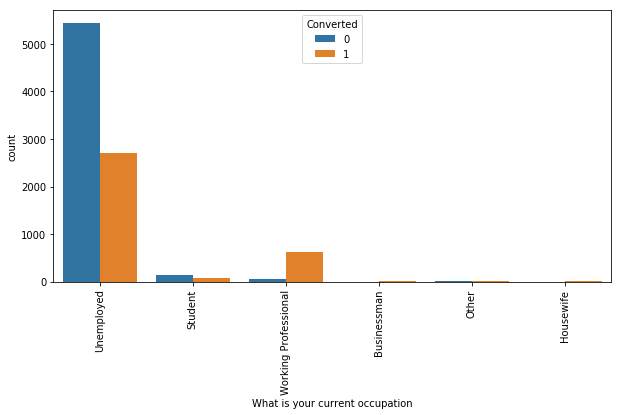 Converted
0
1
5000
4000
3000
2000
1000
0
count
Unemployed
Student
Working Professional
Businessman
Other
Housewife
What is your current occupation